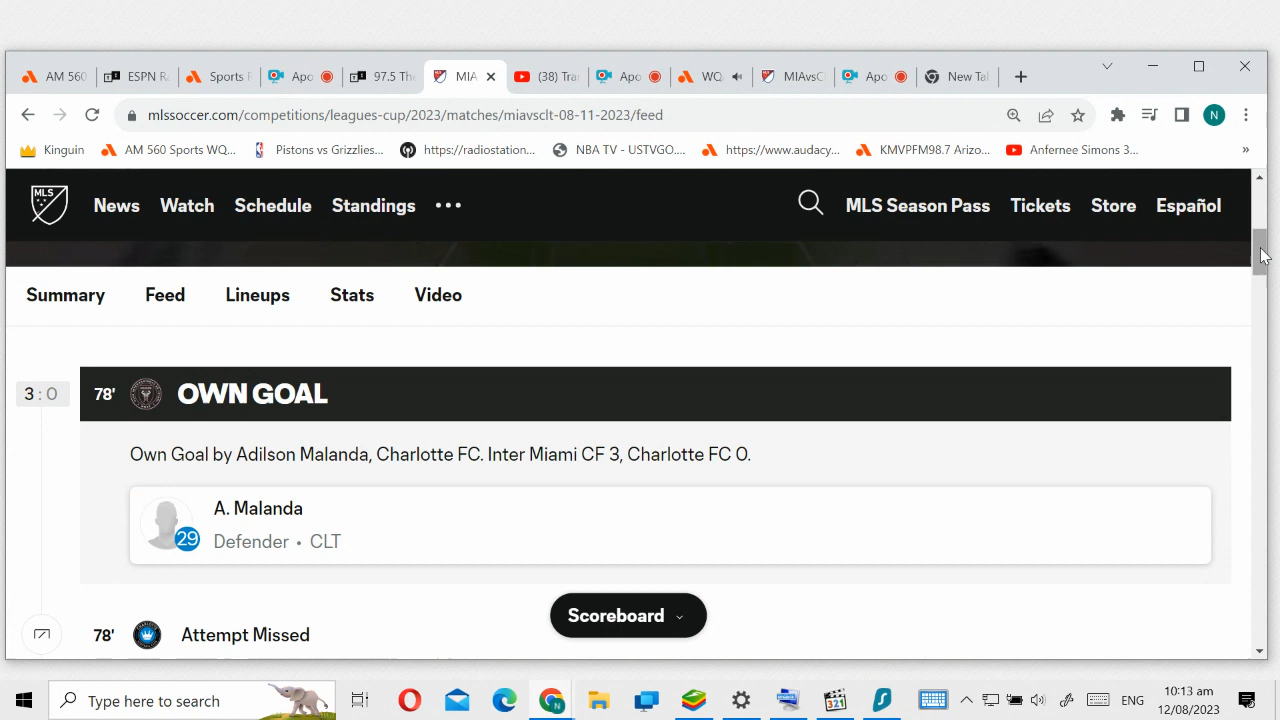 AM 560
ESPN Ra
Sports R
Apo
97.5 The
MIA
(38) Tra
Apo
WQ
MIAvsC
Apo
New Tal
mlssoccer.com/competitions/leagues-cup/2023/matches/miavsclt-08-11-2023/feed
N
Kinguin
AM 560 Sports WQ...
Pistons vs Grizzlies...
https://radiostation...
NBA TV - USTVGO....
https://www.audacy...
KMVPFM98.7 Arizo...
Anfernee Simons 3...
»
MLS
News
Watch
Schedule
Standings
•••
MLS Season Pass
Tickets
Store
Español
Summary
Feed
Lineups
Stats
Video
3 : 0
78' OWN GOAL
Own Goal by Adilson Malanda, Charlotte FC. Inter Miami CF 3, Charlotte FC 0.
A. Malanda
29
Defender • CLT
Scoreboard
78' Attempt Missed
Type here to search
321
ENG
10:13 am
12/08/2023